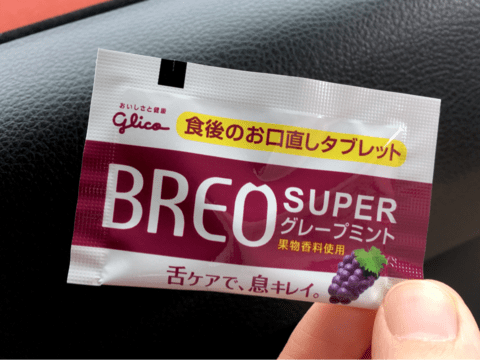 おいしさと健康
glico
食後のお口直しタブレット
BREO SUPER
グレープミント
果物香料使用
舌ケアで、息キレイ。